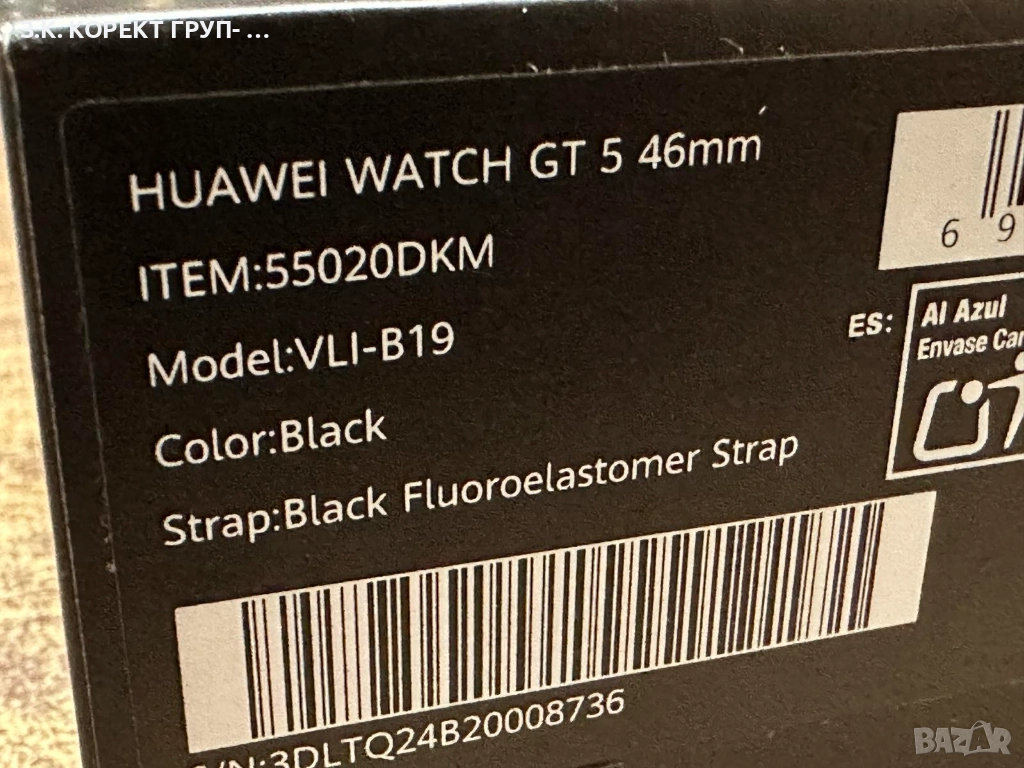 З.К. КОРЕКТ ГРУП- ...
HUAWEI WATCH GT 5 46mm
ITEM:55020DKM
Model:VLI-B19
Color:Black
Strap:Black Fluoroelastomer Strap
6 9
ES:
Al Azul
Envase Car
S/N:3DLTQ24B20008736
BAZAR